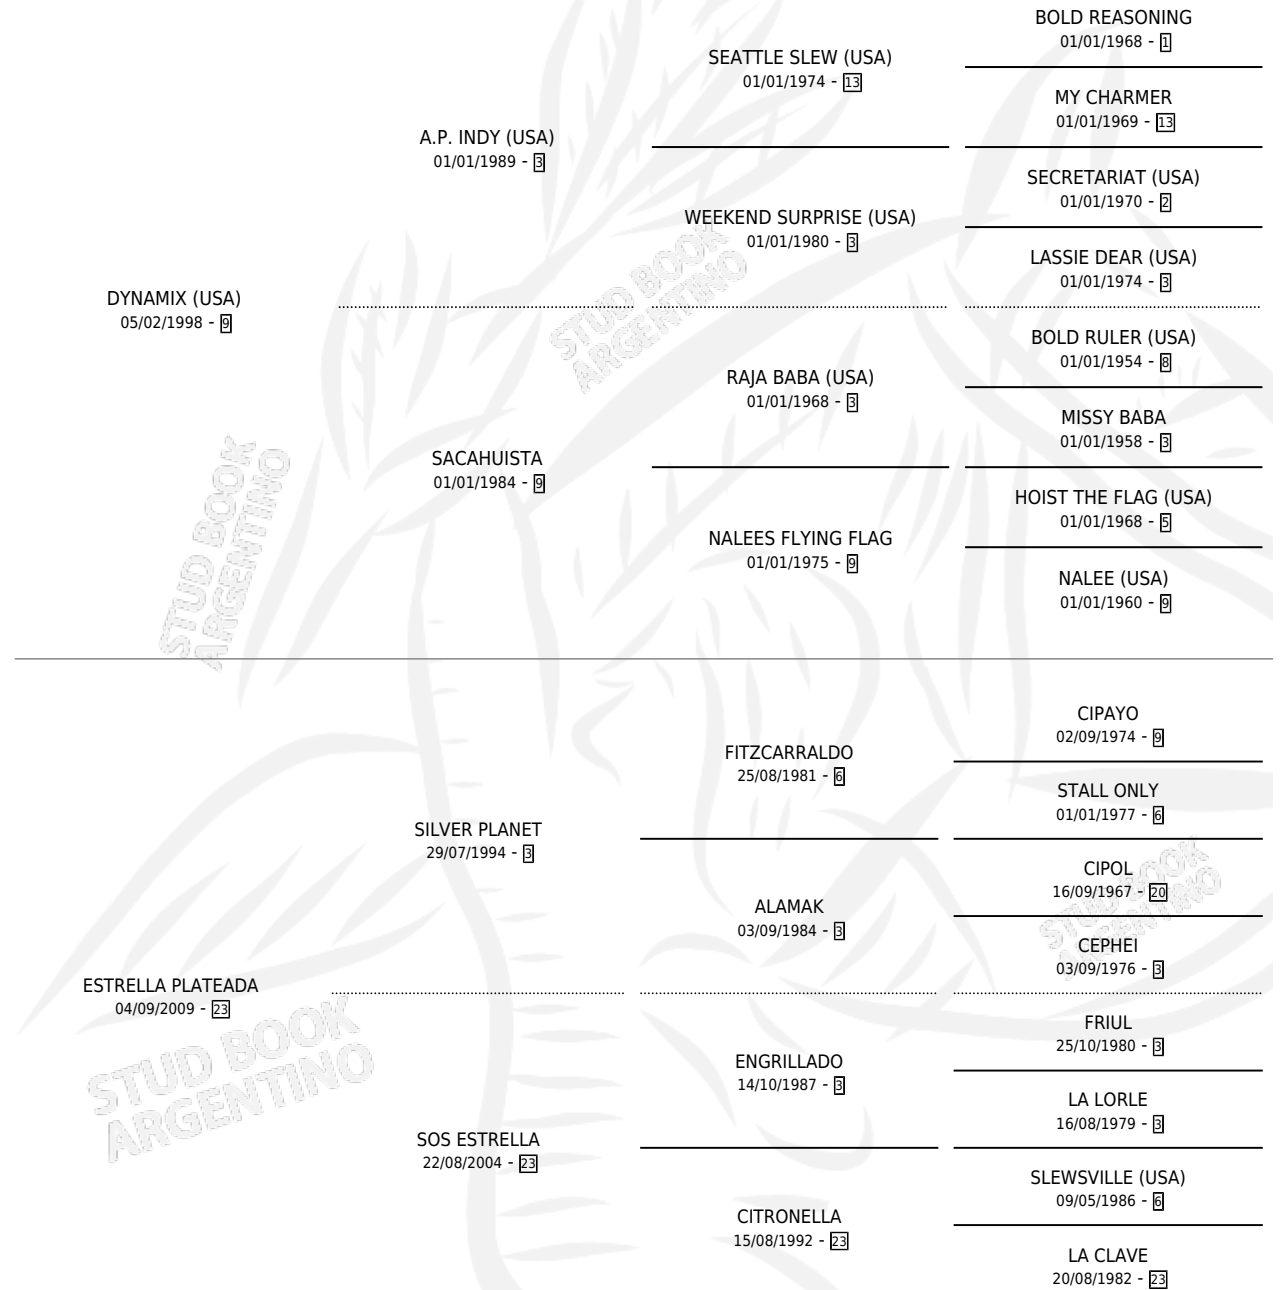 BOLD REASONING
01/01/1968 - 1
SEATTLE SLEW (USA)
01/01/1974 - 13
MY CHARMER
01/01/1969 - 13
A.P. INDY (USA)
01/01/1989 - 3
SECRETARIAT (USA)
01/01/1970 - 2
WEEKEND SURPRISE (USA)
01/01/1980 - 3
LASSIE DEAR (USA)
01/01/1974 - 3
DYNAMIX (USA)
05/02/1998 - 9
STUD BOOK
ARGENTINO
BOLD RULER (USA)
01/01/1954 - 8
RAJA BABA (USA)
01/01/1968 - 3
MISSY BABA
01/01/1958 - 3
SACAHUISTA
01/01/1984 - 9
STUD BOOK
ARGENTINO
HOIST THE FLAG (USA)
01/01/1968 - 5
NALEES FLYING FLAG
01/01/1975 - 9
NALEE (USA)
01/01/1960 - 9
CIPAYO
02/09/1974 - 9
FITZCARRALDO
25/08/1981 - 6
STALL ONLY
01/01/1977 - 6
SILVER PLANET
29/07/1994 - 3
CIPOL
16/09/1967 - 20
STUD BOOK
ARGENTINO
ALAMAK
03/09/1984 - 3
CEPHEI
03/09/1976 - 3
ESTRELLA PLATEADA
04/09/2009 - 23
STUD BOOK
ARGENTINO
FRIUL
25/10/1980 - 3
ENGRILLADO
14/10/1987 - 3
LA LORLE
16/08/1979 - 3
SOS ESTRELLA
22/08/2004 - 23
SLEWSVILLE (USA)
09/05/1986 - 6
CITRONELLA
15/08/1992 - 23
LA CLAVE
20/08/1982 - 23